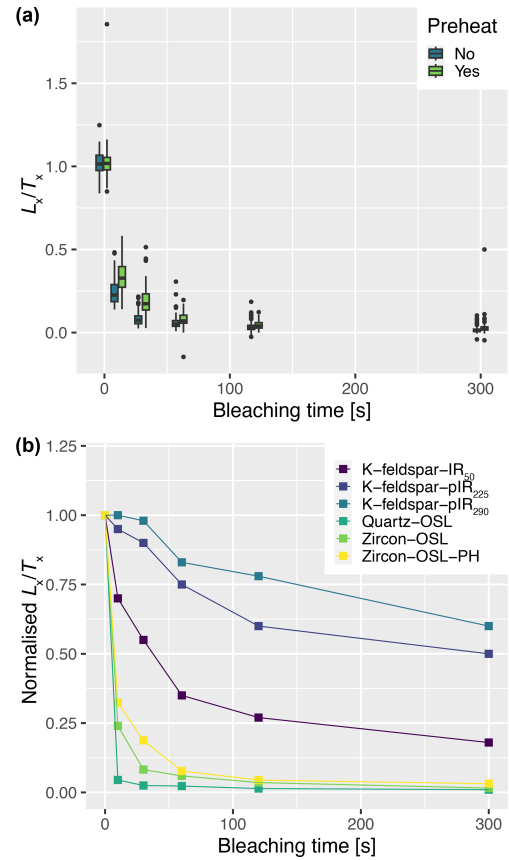 (a)
Preheat
No
Yes
1.5
1.0
0.5
0.0
Lx/Tx
0 100 200 300
Bleaching time [s]
(b)
K−feldspar−IR50
K−feldspar−pIR225
K−feldspar−pIR290
Quartz−OSL
Zircon−OSL
Zircon−OSL−PH
1.25
1.00
0.75
0.50
0.25
0.00
Normalised Lx/Tx
0 100 200 300
Bleaching time [s]